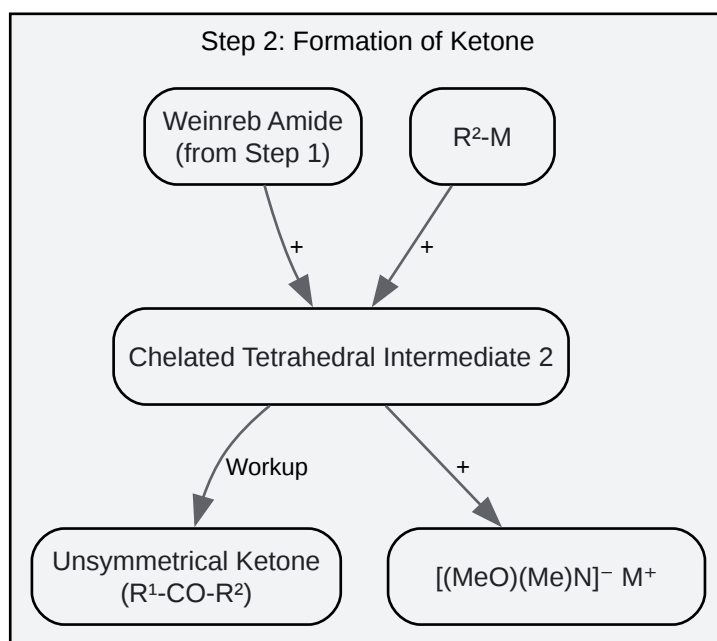 Step 2: Formation of Ketone
Weinreb Amide
(from Step 1)
R²-M
+
+
Chelated Tetrahedral Intermediate 2
Workup
+
Unsymmetrical Ketone
(R¹-CO-R²)
[(MeO)(Me)N]⁻ M⁺